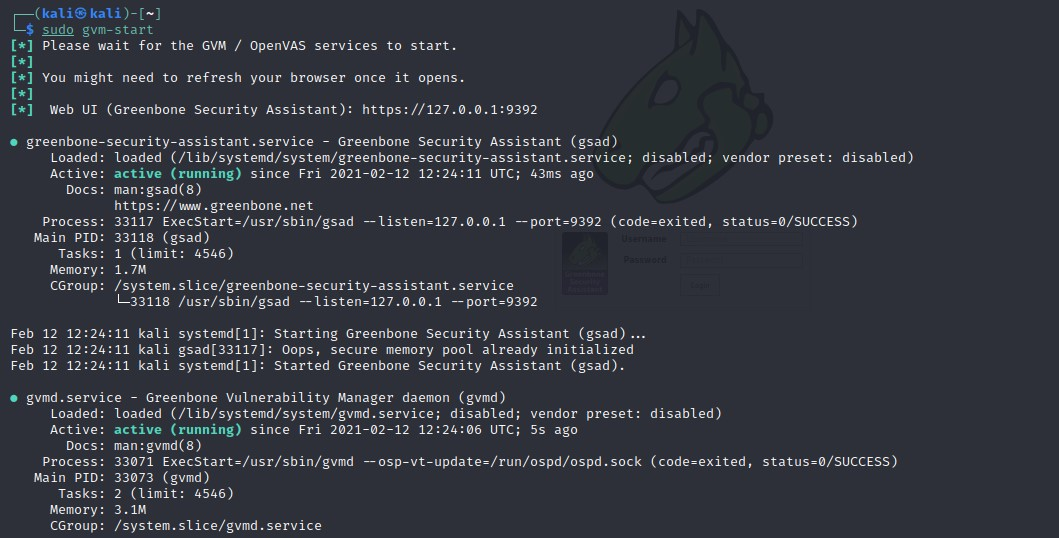 ┌──(kali㉿kali)-[~]
└─$ sudo gvm-start
[*] Please wait for the GVM / OpenVAS services to start.
[*]
[*] You might need to refresh your browser once it opens.
[*]
[*]  Web UI (Greenbone Security Assistant): https://127.0.0.1:9392

● greenbone-security-assistant.service - Greenbone Security Assistant (gsad)
     Loaded: loaded (/lib/systemd/system/greenbone-security-assistant.service; disabled; vendor preset: disabled)
     Active: active (running) since Fri 2021-02-12 12:24:11 UTC; 43ms ago
       Docs: man:gsad(8)
             https://www.greenbone.net
    Process: 33117 ExecStart=/usr/sbin/gsad --listen=127.0.0.1 --port=9392 (code=exited, status=0/SUCCESS)
   Main PID: 33118 (gsad)
      Tasks: 1 (limit: 4546)
     Memory: 1.7M
     CGroup: /system.slice/greenbone-security-assistant.service
             └─33118 /usr/sbin/gsad --listen=127.0.0.1 --port=9392

Feb 12 12:24:11 kali systemd[1]: Starting Greenbone Security Assistant (gsad)...
Feb 12 12:24:11 kali gsad[33117]: Oops, secure memory pool already initialized
Feb 12 12:24:11 kali systemd[1]: Started Greenbone Security Assistant (gsad).

● gvmd.service - Greenbone Vulnerability Manager daemon (gvmd)
     Loaded: loaded (/lib/systemd/system/gvmd.service; disabled; vendor preset: disabled)
     Active: active (running) since Fri 2021-02-12 12:24:06 UTC; 5s ago
       Docs: man:gvmd(8)
    Process: 33071 ExecStart=/usr/sbin/gvmd --osp-vt-update=/run/ospd/ospd.sock (code=exited, status=0/SUCCESS)
   Main PID: 33073 (gvmd)
      Tasks: 2 (limit: 4546)
     Memory: 3.1M
     CGroup: /system.slice/gvmd.service
Username
Password
Login